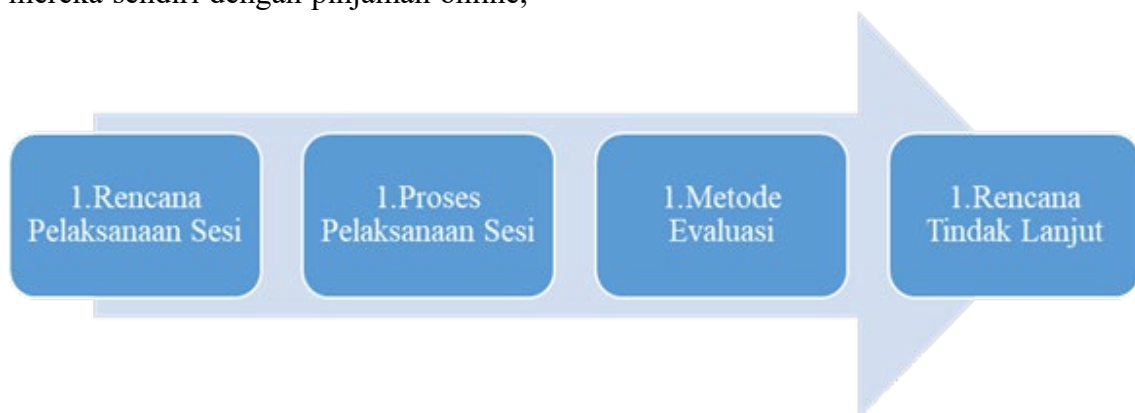 mereka sendiri dengan pinjaman online,
1.Rencana
Pelaksanaan Sesi
1.Proses
Pelaksanaan Sesi
1.Metode
Evaluasi
1.Rencana
Tindak Lanjut